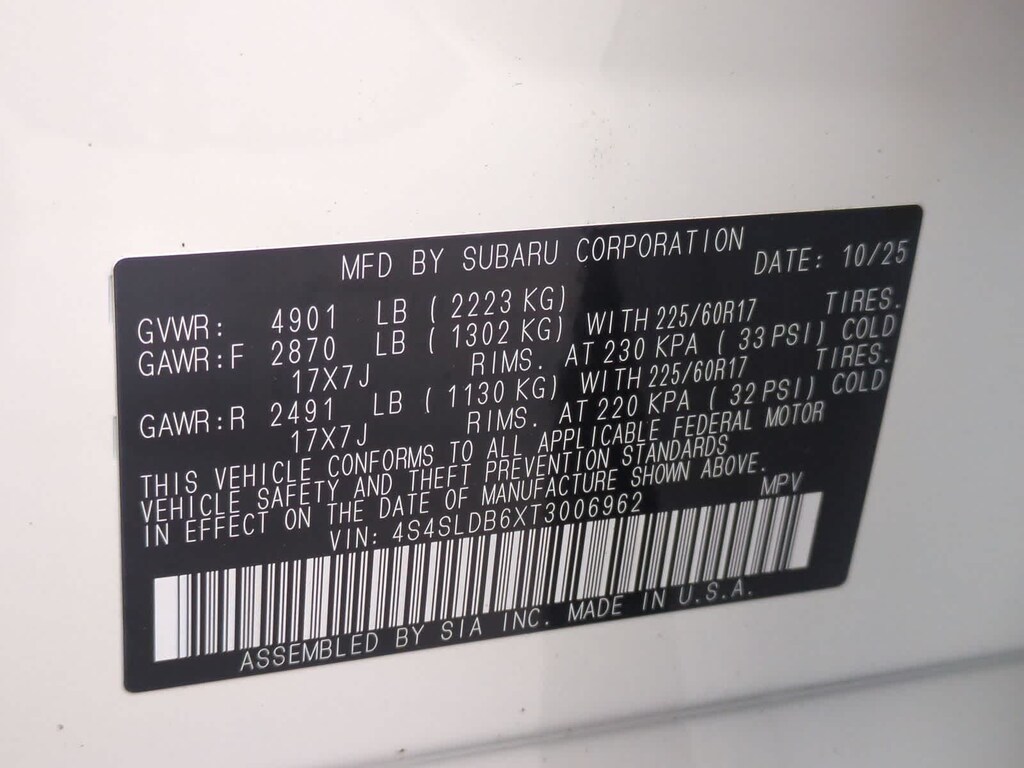 MFD BY SUBARU CORPORATION DATE: 10/25
GVWR: 4901 LB ( 2223 KG)
GAWR:F 2870 LB ( 1302 KG) WITH 225/60R17 TIRES.
17X7J RIMS. AT 230 KPA ( 33 PSI) COLD
GAWR:R 2491 LB ( 1130 KG) WITH 225/60R17 TIRES.
17X7J RIMS. AT 220 KPA ( 32 PSI) COLD
THIS VEHICLE CONFORMS TO ALL APPLICABLE FEDERAL MOTOR
VEHICLE SAFETY AND THEFT PREVENTION STANDARDS
IN EFFECT ON THE DATE OF MANUFACTURE SHOWN ABOVE.
VIN: 4S4SLDB6XT3006962 MPV
ASSEMBLED BY SIA INC. MADE IN U.S.A.